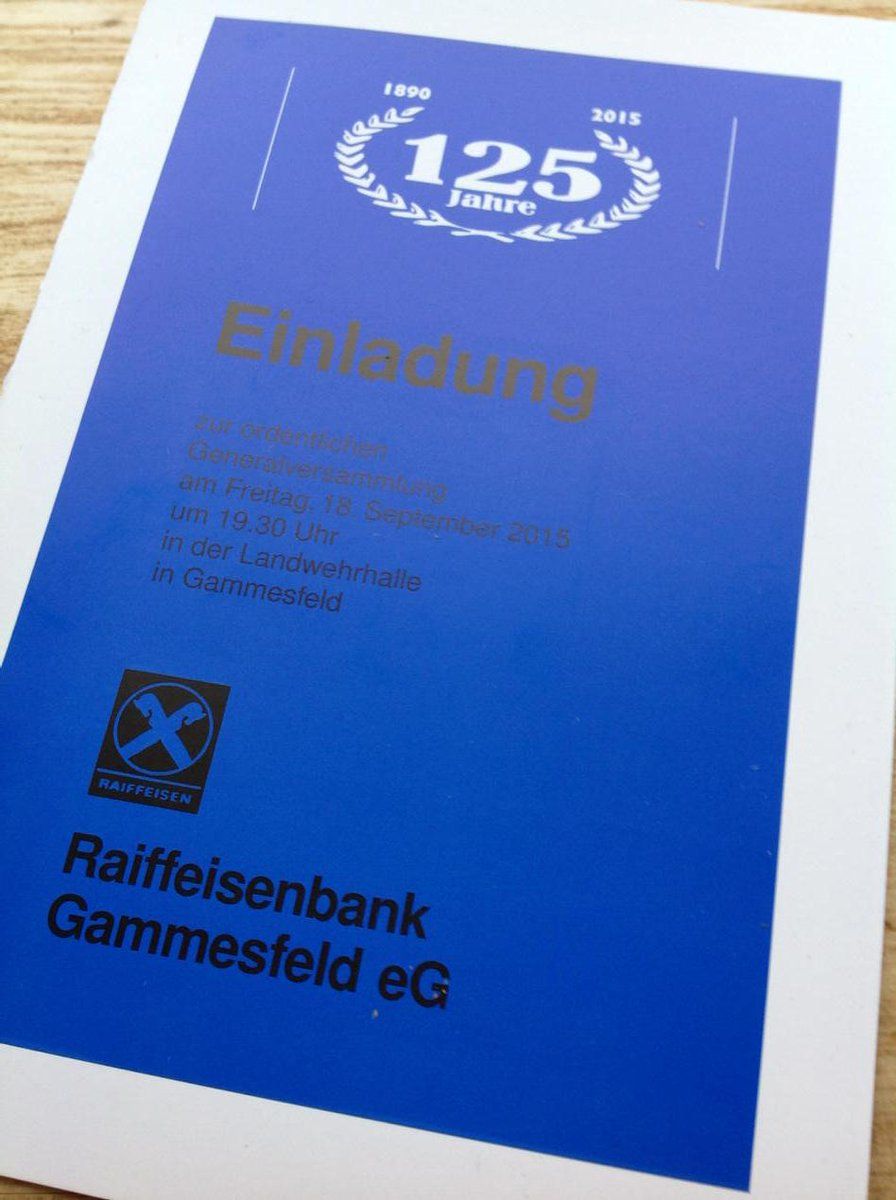 1890
2015
125
Jahre
Einladung
zur ordentlichen
Generalversammlung
am Freitag, 18. September 2015
um 19.30 Uhr
in der Landwehrhalle
in Gammesfeld
RAIFFEISEN
Raiffeisenbank
Gammesfeld eG